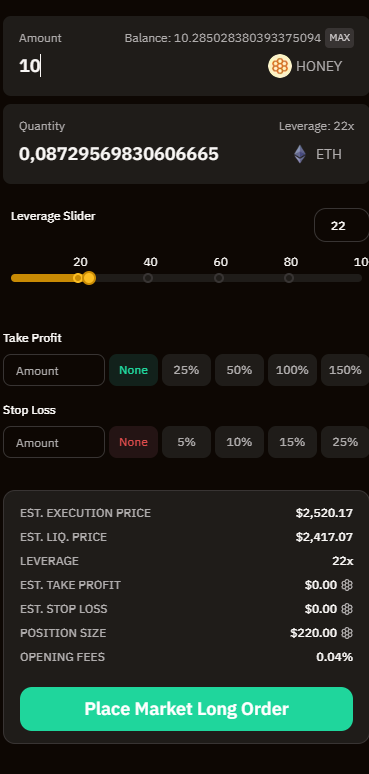 Amount Balance: 10.285028380393375094 MAX
10 HONEY
Quantity Leverage: 22x
0,08729569830606665 ETH
Leverage Slider 22
20 40 60 80 10
Take Profit
Amount None 25% 50% 100% 150%
Stop Loss
Amount None 5% 10% 15% 25%
EST. EXECUTION PRICE $2,520.17
EST. LIQ. PRICE $2,417.07
LEVERAGE 22x
EST. TAKE PROFIT $0.00
EST. STOP LOSS $0.00
POSITION SIZE $220.00
OPENING FEES 0.04%
Place Market Long Order